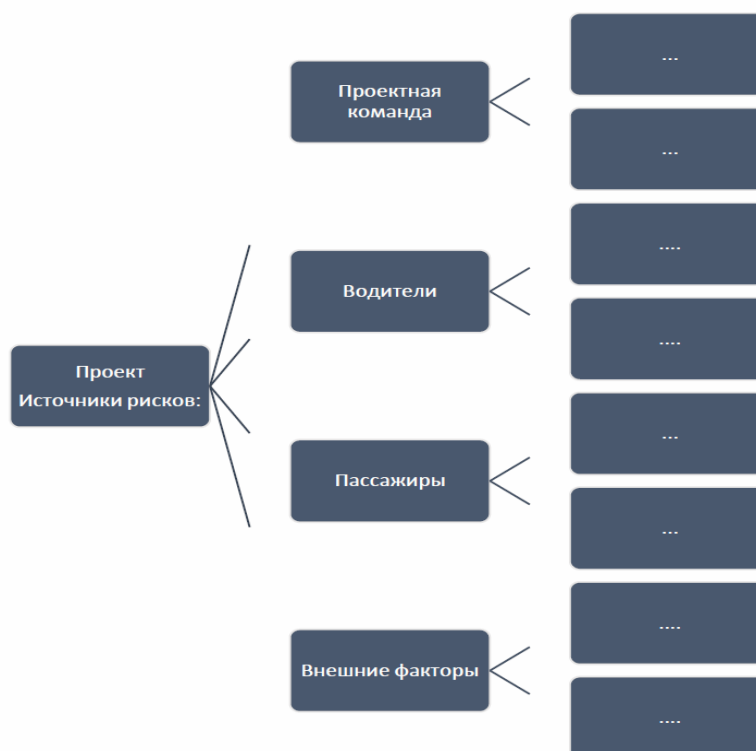 Проект
Источники рисков:
Проектная
команда
...
...
Водители
....
....
Пассажиры
...
...
Внешние факторы
....
....